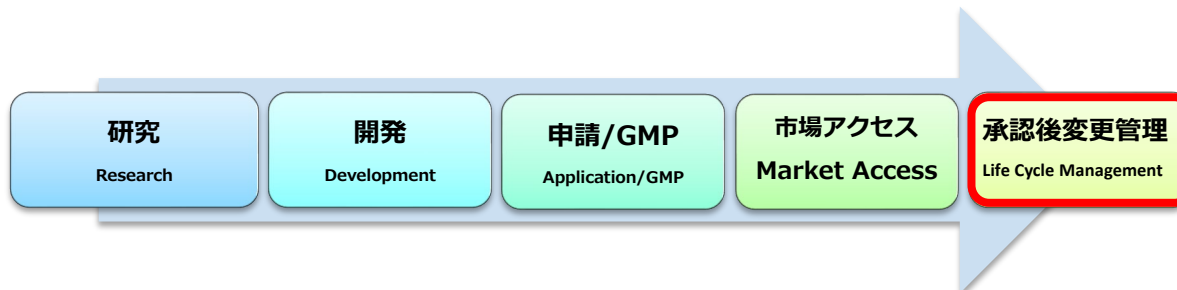 研究
Research
開発
Development
申請/GMP
Application/GMP
市場アクセス
Market Access
承認後変更管理
Life Cycle Management